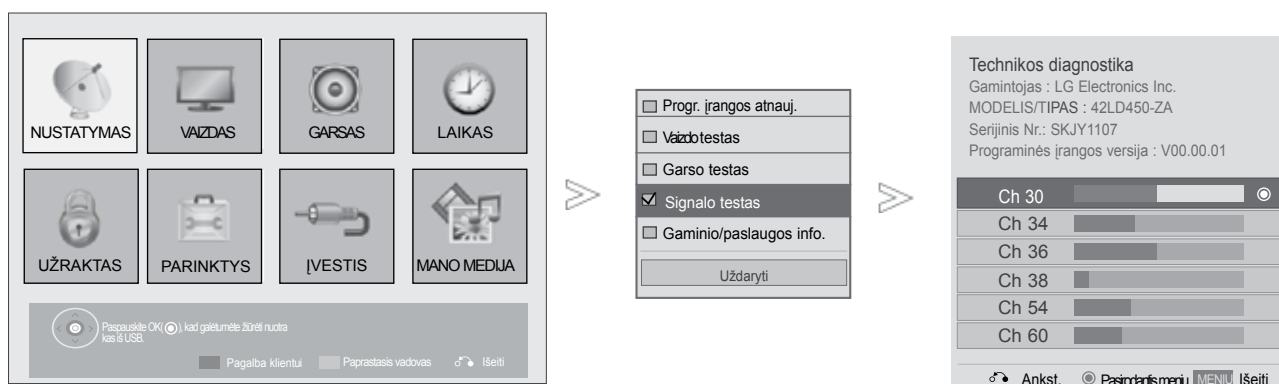 NUSTATYMAS
VAIZDAS
GARSAS
LAIKAS
UŽRAKTAS
PARINKTYS
ĮVESTIS
MANO MEDIJA
Paspauskite OK( ), kad galėtumėte žiūrėti nuotra
kas iš USB.
Pagalba klientui Paprastasis vadovas Išeiti
Progr. įrangos atnauj.
Vaizdo testas
Garso testas
Signalo testas
Gaminio/paslaugos info.
Uždaryti
Technikos diagnostika
Gamintojas : LG Electronics Inc.
MODELIS/TIPAS : 42LD450-ZA
Serijinis Nr.: SKJY1107
Programinės įrangos versija : V00.00.01
Ch 30
Ch 34
Ch 36
Ch 38
Ch 54
Ch 60
Ankst. meniu MENIU Išeiti